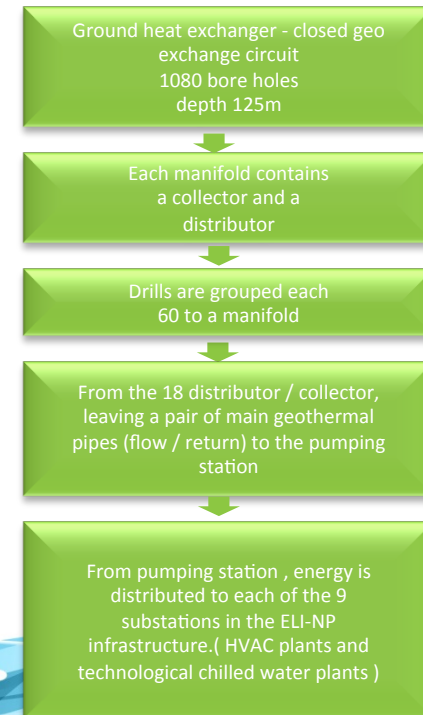 Ground heat exchanger - closed geo
exchange circuit
1080 bore holes
depth 125m
Each manifold contains
a collector and a
distributor
Drills are grouped each
60 to a manifold
From the 18 distributor / collector,
leaving a pair of main geothermal
pipes (flow / return) to the pumping
station
From pumping station , energy is
distributed to each of the 9
substations in the ELI-NP
infrastructure.( HVAC plants and
technological chilled water plants )